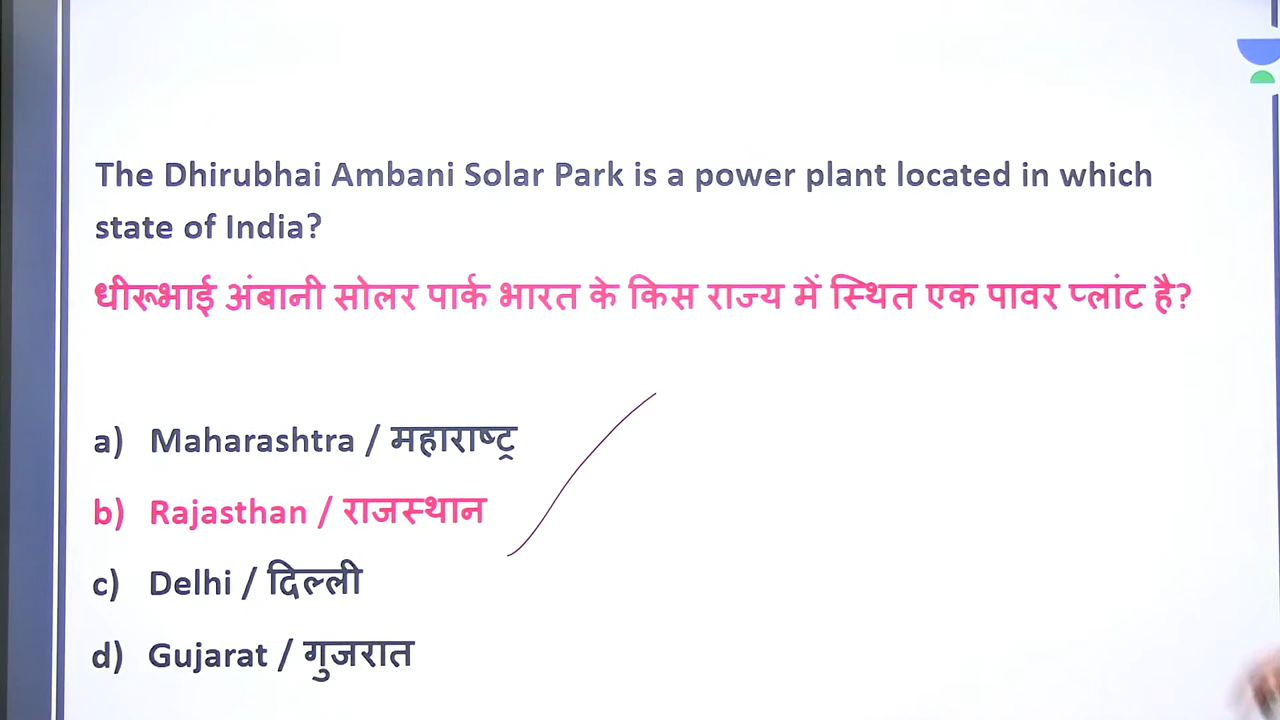 The Dhirubhai Ambani Solar Park is a power plant located in which
state of India?
धीरूभाई अंबानी सोलर पार्क भारत के किस राज्य में स्थित एक पावर प्लांट है?
a) Maharashtra / महाराष्ट्र
b) Rajasthan / राजस्थान
c) Delhi / दिल्ली
d) Gujarat / गुजरात